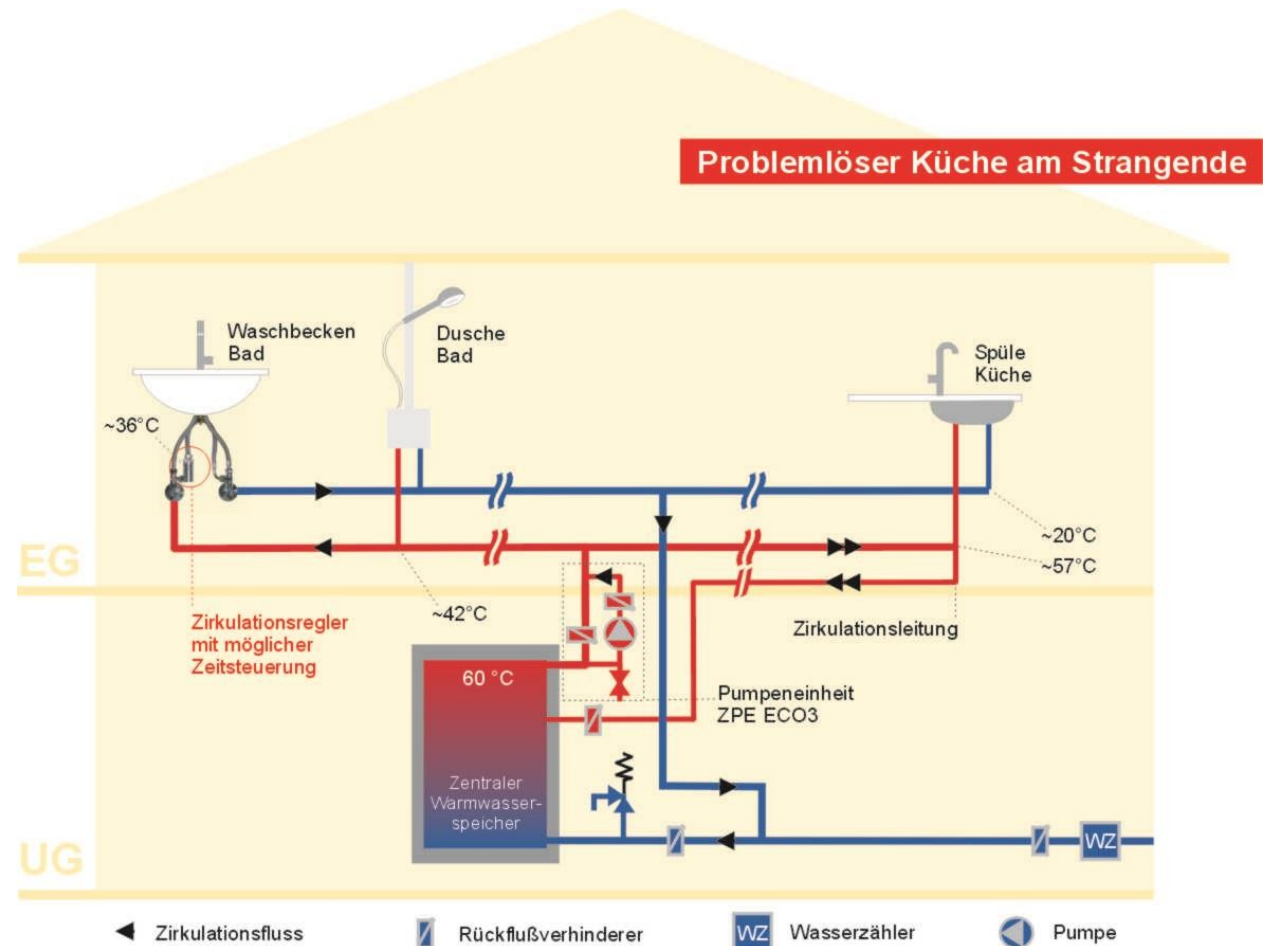 Problemlöser Küche am Strangende
Waschbecken
Bad
Dusche
Bad
Spüle
Küche
~36°C
~20°C
~57°C
EG
~42°C
Zirkulationsleitung
Zirkulationsregler
mit möglicher
Zeitsteuerung
60 °C
Pumpeneinheit
ZPE ECO3
Zentraler
Warmwasser-
speicher
WZ
UG
Zirkulationsfluss
Rückflußverhinderer
WZ
Wasserzähler
Pumpe